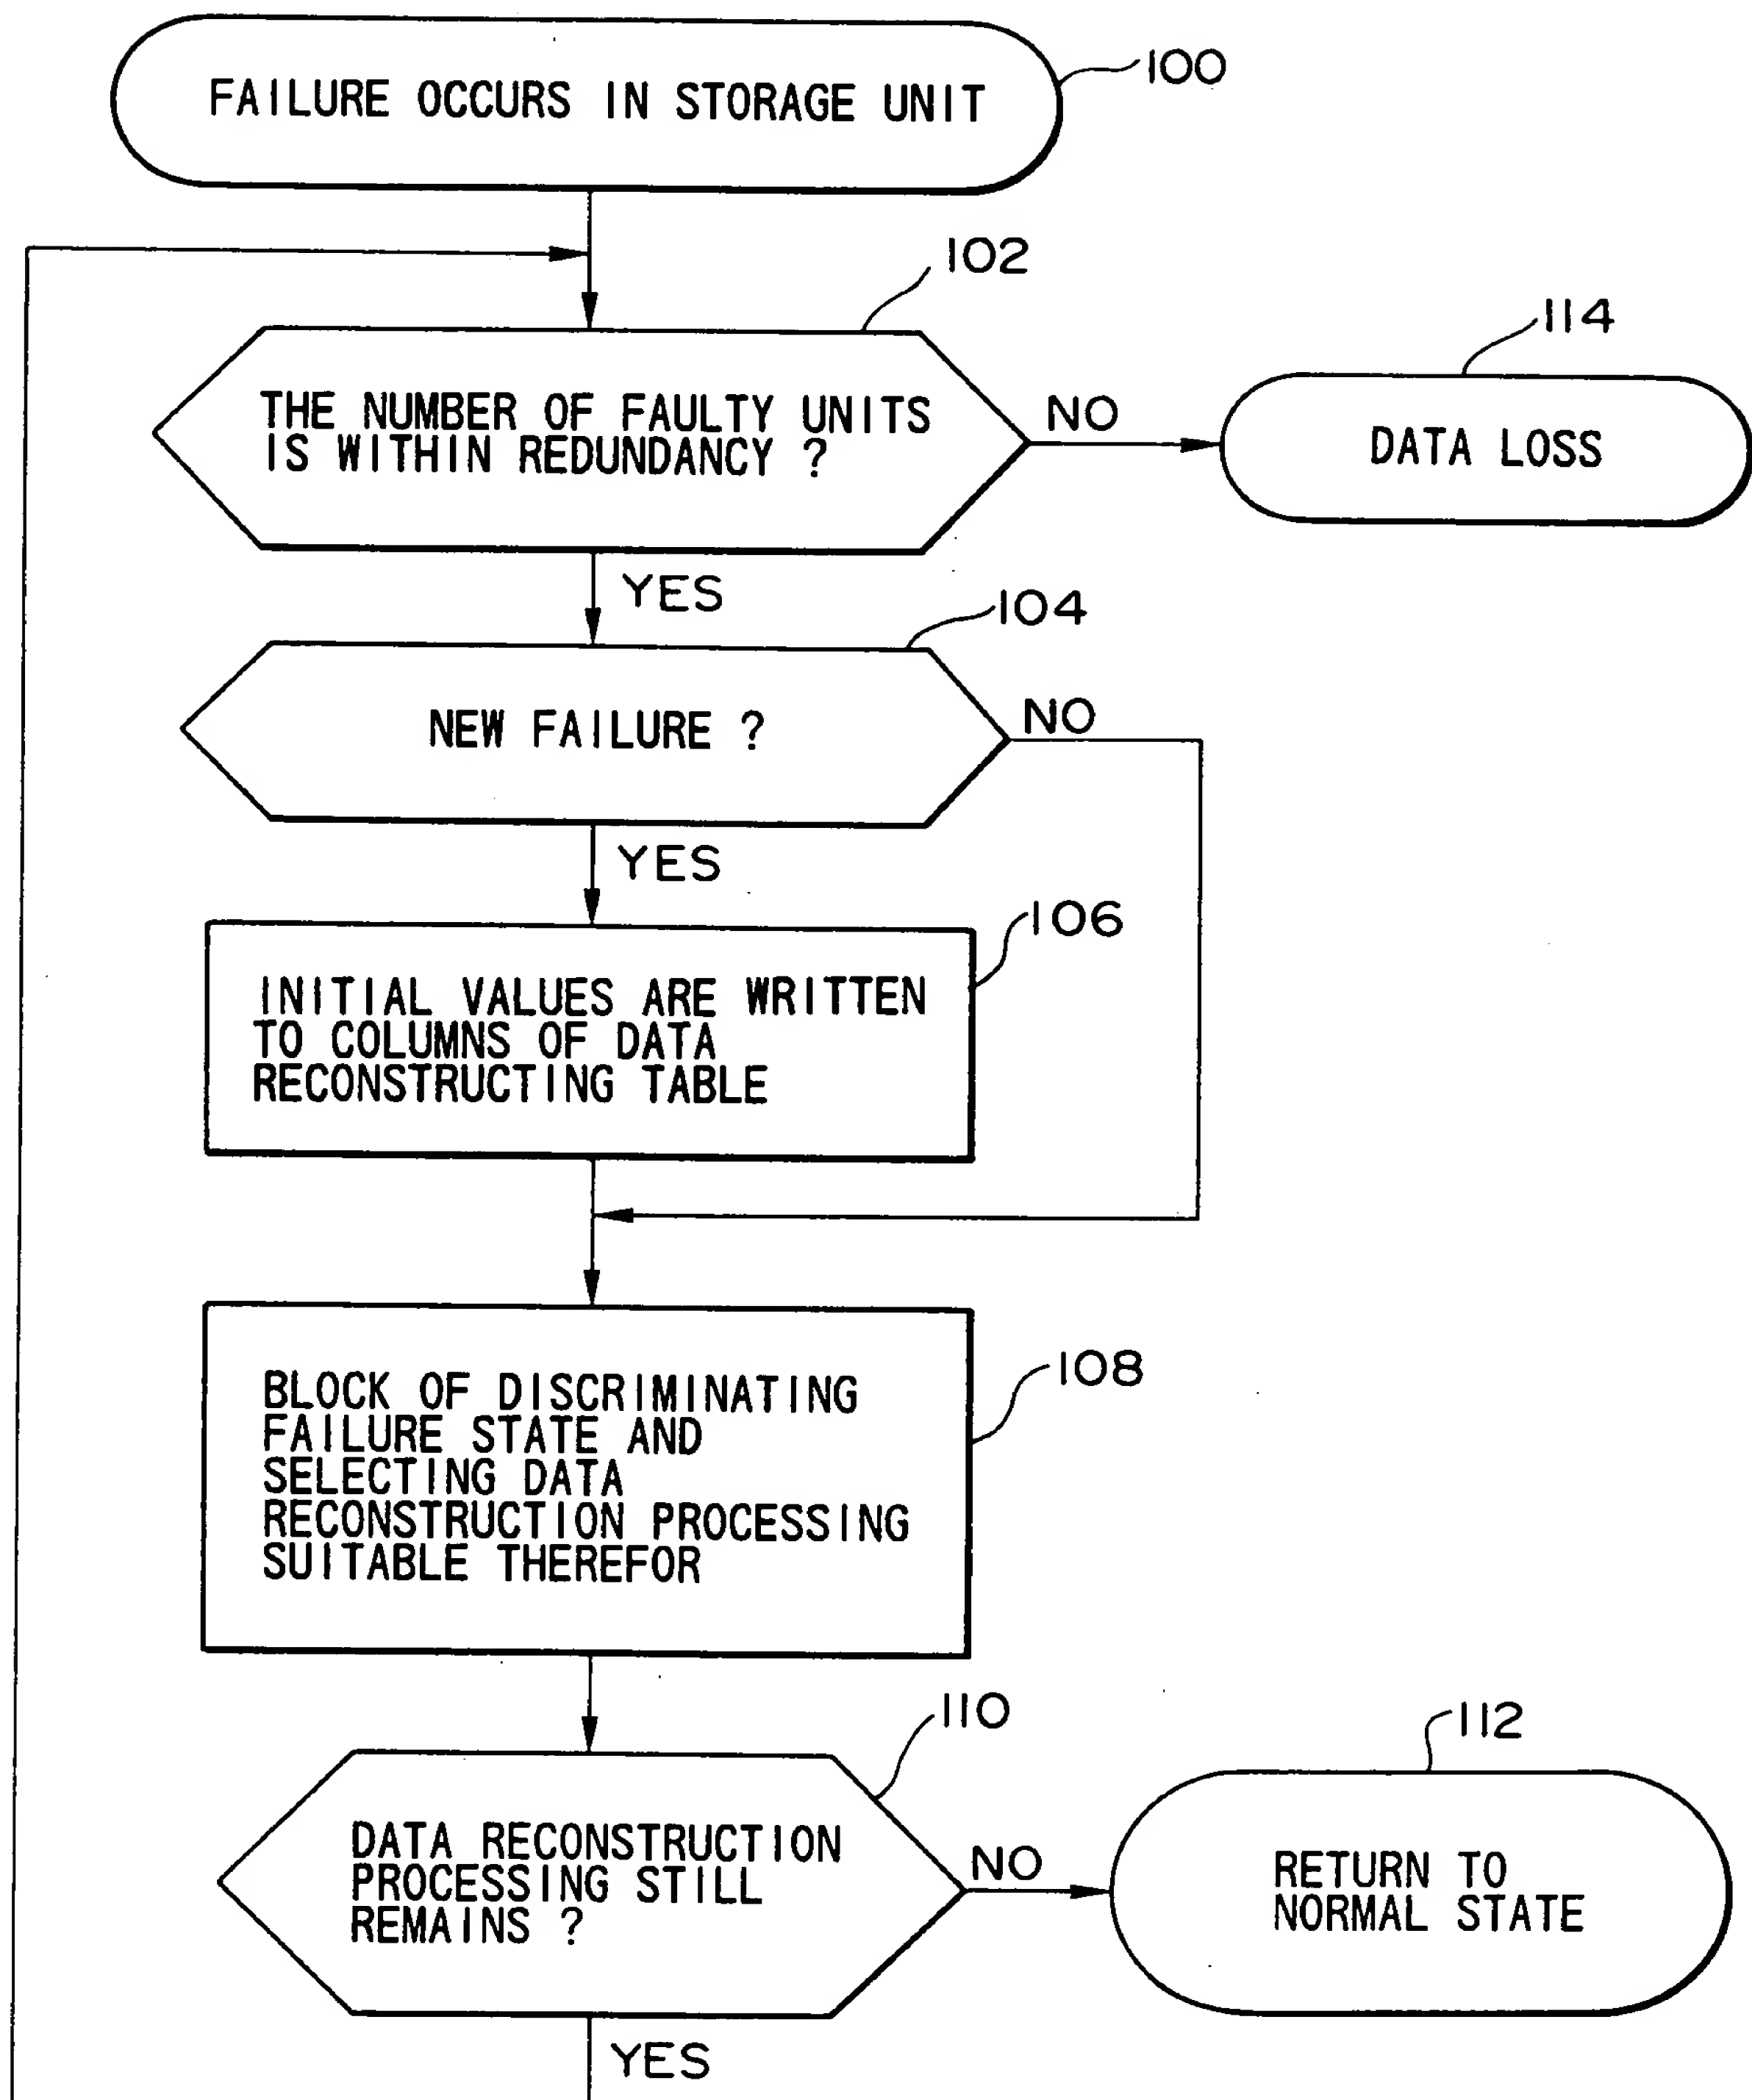 FAILURE OCCURS IN STORAGE UNIT
100
102
THE NUMBER OF FAULTY UNITS
IS WITHIN REDUNDANCY ?
NO
114
DATA LOSS
YES
104
NEW FAILURE ?
NO
YES
106
INITIAL VALUES ARE WRITTEN
TO COLUMNS OF DATA
RECONSTRUCTING TABLE
108
BLOCK OF DISCRIMINATING
FAILURE STATE AND
SELECTING DATA
RECONSTRUCTION PROCESSING
SUITABLE THEREFOR
110
DATA RECONSTRUCTION
PROCESSING STILL
REMAINS ?
NO
112
RETURN TO
NORMAL STATE
YES